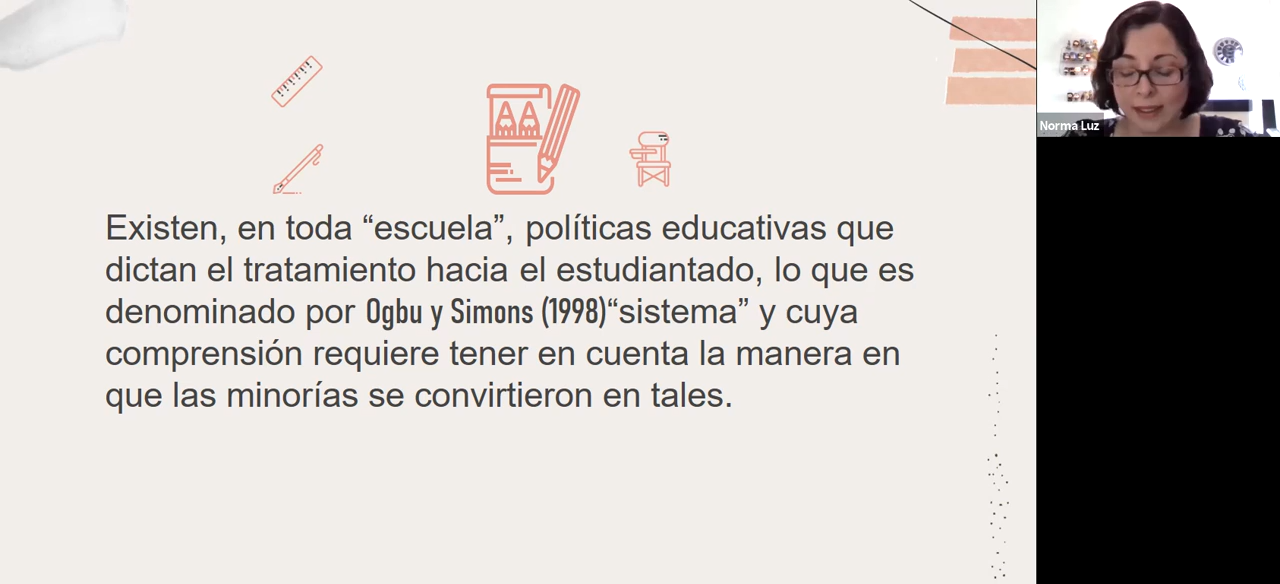 Existen, en toda “escuela”, políticas educativas que
dictan el tratamiento hacia el estudiantado, lo que es
denominado por Ogbu y Simons (1998)“sistema” y cuya
comprensión requiere tener en cuenta la manera en
que las minorías se convirtieron en tales.
Norma Luz